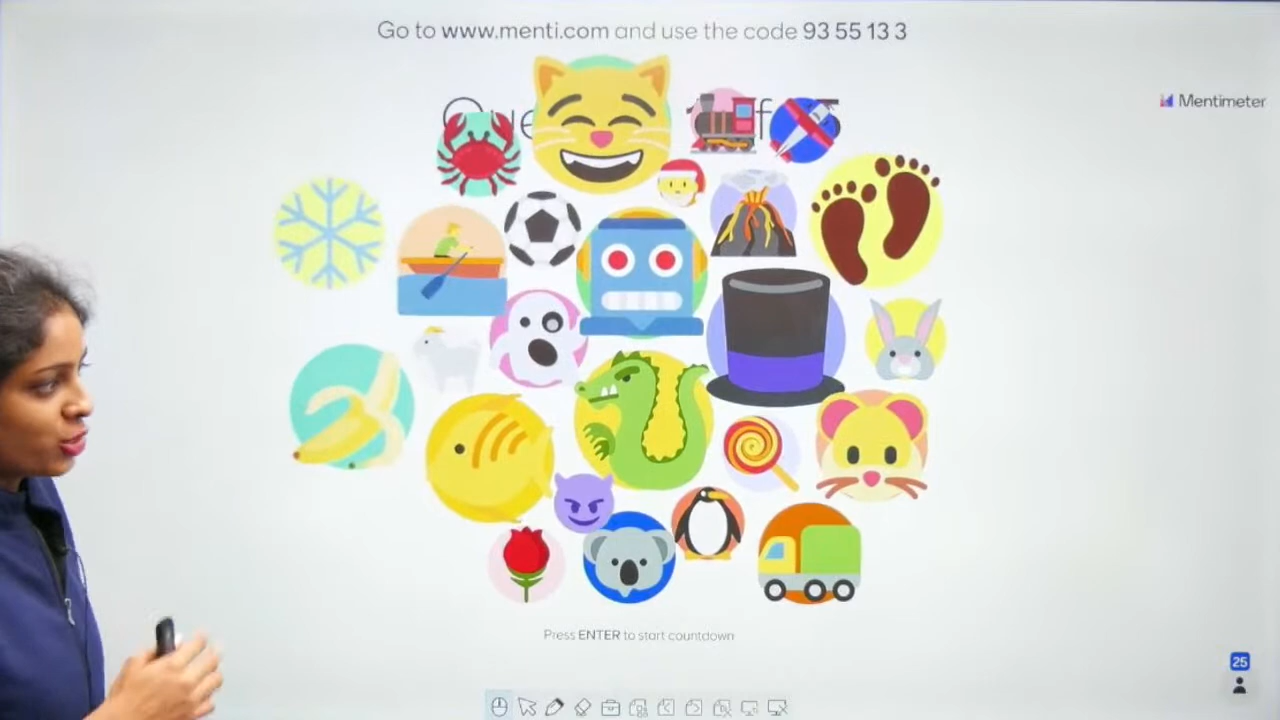 Go to www.menti.com and use the code 93 55 13 3
Mentimeter
Press ENTER to start countdown
25